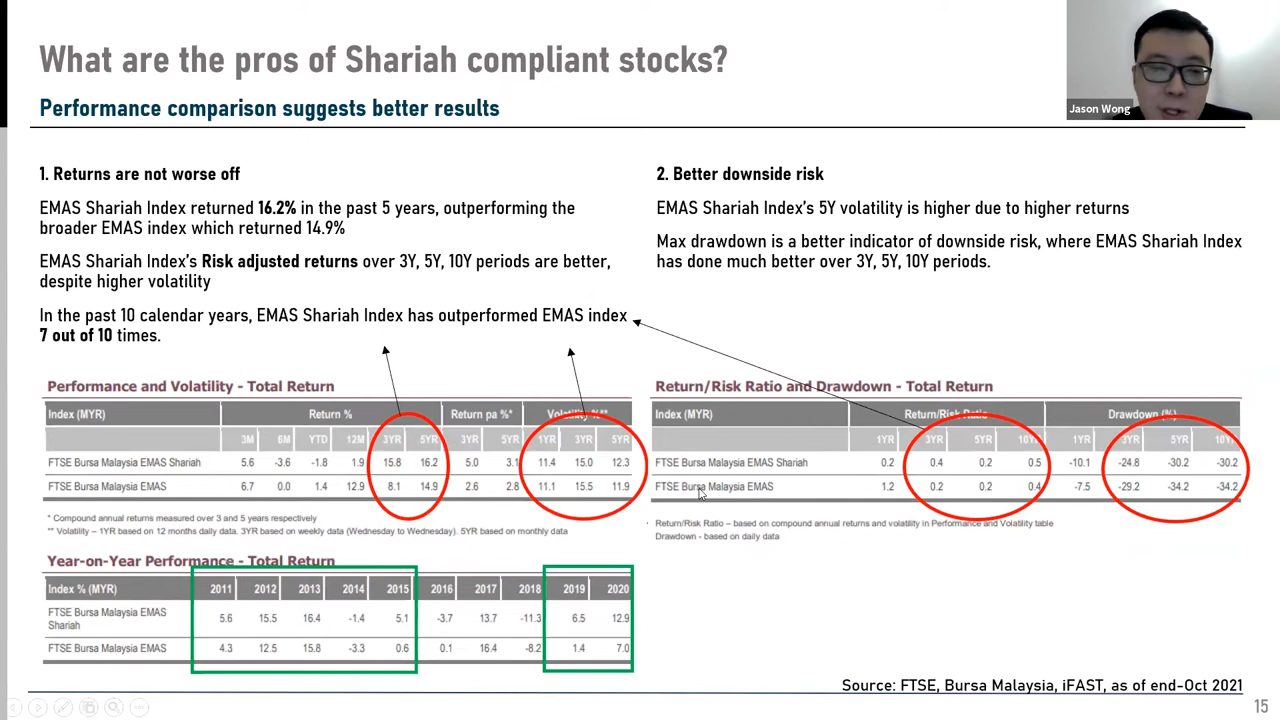 What are the pros of Shariah compliant stocks?
Jason Wong
Performance comparison suggests better results
1. Returns are not worse off
EMAS Shariah Index returned 16.2% in the past 5 years, outperforming the
broader EMAS index which returned 14.9%
EMAS Shariah Index's Risk adjusted returns over 3Y, 5Y, 10Y periods are better,
despite higher volatility
In the past 10 calendar years, EMAS Shariah Index has outperformed EMAS index
7 out of 10 times.
2. Better downside risk
EMAS Shariah Index's 5Y volatility is higher due to higher returns
Max drawdown is a better indicator of downside risk, where EMAS Shariah Index
has done much better over 3Y, 5Y, 10Y periods.
Performance and Volatility - Total Return
Index (MYR) Return % Return pa %* Volatility %**
3M 6M YTD 12M 3YR 5YR 3YR 5YR 1YR 3YR 5YR
FTSE Bursa Malaysia EMAS Shariah 5.6 -3.6 -1.8 1.9 15.8 16.2 5.0 3.1 11.4 15.0 12.3
FTSE Bursa Malaysia EMAS 6.7 0.0 1.4 12.9 8.1 14.9 2.6 2.8 11.1 15.5 11.9
* Compound annual returns measured over 3 and 5 years respectively
** Volatility – 1YR based on 12 months daily data. 3YR based on weekly data (Wednesday to Wednesday). 5YR based on monthly data
Return/Risk Ratio and Drawdown - Total Return
Index (MYR) Return/Risk Ratio Drawdown (%)
1YR 3YR 5YR 10YR 1YR 3YR 5YR 10YR
FTSE Bursa Malaysia EMAS Shariah 0.2 0.4 0.2 0.5 -10.1 -24.8 -30.2 -30.2
FTSE Bursa Malaysia EMAS 1.2 0.2 0.2 0.4 -7.5 -29.2 -34.2 -34.2
Return/Risk Ratio – based on compound annual returns and volatility in Performance and Volatility table
Drawdown - based on daily data
Year-on-Year Performance - Total Return
Index % (MYR) 2011 2012 2013 2014 2015 2016 2017 2018 2019 2020
FTSE Bursa Malaysia EMAS
Shariah 5.6 15.5 16.4 -1.4 5.1 -3.7 13.7 -11.3 6.5 12.9
FTSE Bursa Malaysia EMAS 4.3 12.5 15.8 -3.3 0.6 0.1 16.4 -8.2 1.4 7.0
Source: FTSE, Bursa Malaysia, iFAST, as of end-Oct 2021
15